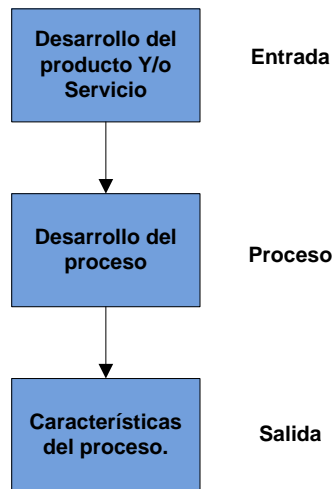 Desarrollo del
producto Y/o
Servicio
Entrada
Desarrollo del
proceso
Proceso
Características
del proceso.
Salida